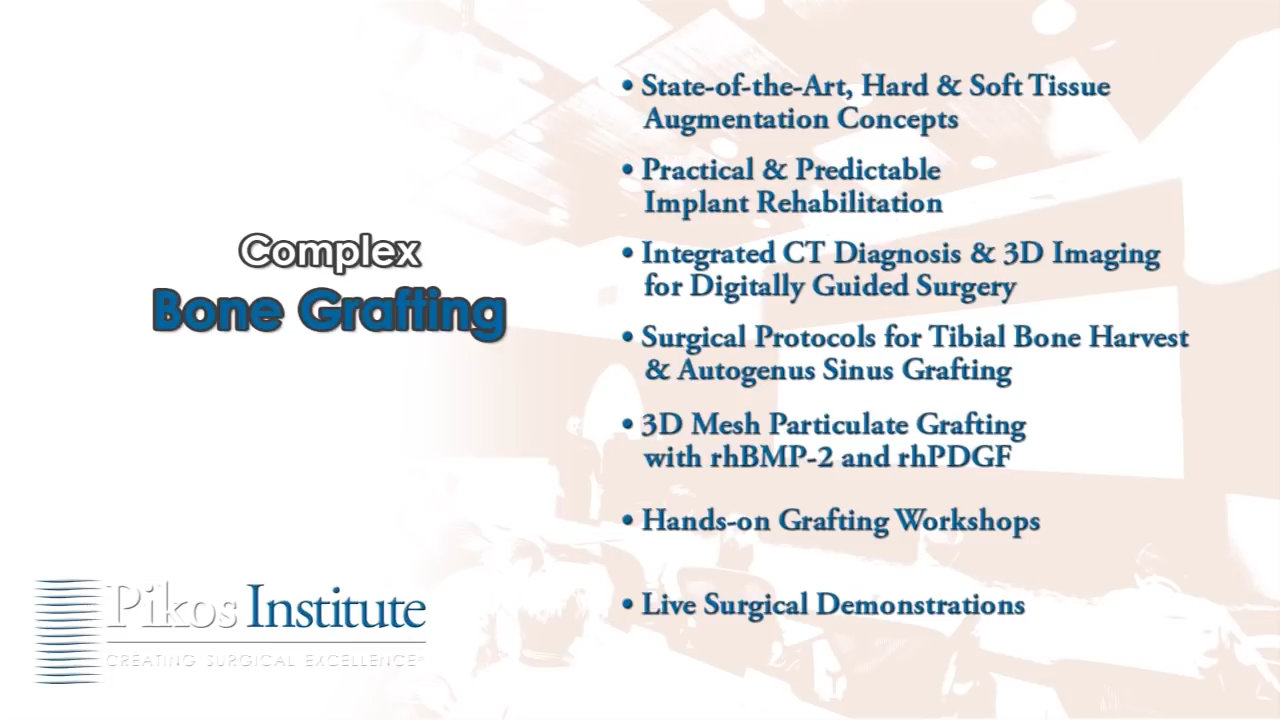 Complex
Bone Grafting
• State-of-the-Art, Hard & Soft Tissue
Augmentation Concepts
• Practical & Predictable
Implant Rehabilitation
• Integrated CT Diagnosis & 3D Imaging
for Digitally Guided Surgery
• Surgical Protocols for Tibial Bone Harvest
& Autogenus Sinus Grafting
• 3D Mesh Particulate Grafting
with rhBMP-2 and rhPDGF
• Hands-on Grafting Workshops
• Live Surgical Demonstrations
Pikos Institute
CREATING SURGICAL EXCELLENCE